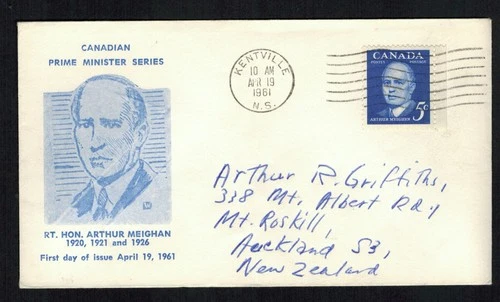 CANADIAN
PRIME MINISTER SERIES
RT. HON. ARTHUR MEIGHAN
1920, 1921 and 1926
First day of issue April 19, 1961
KENTVILLE
10 AM
APR 19
1961
N.S.
CANADA
POSTES POSTAGE
5c
ARTHUR MEIGHEN
Arthur R. Griffiths,
338 Mt. Albert Rd.
Mt. Roskill,
Auckland S3,
New Zealand